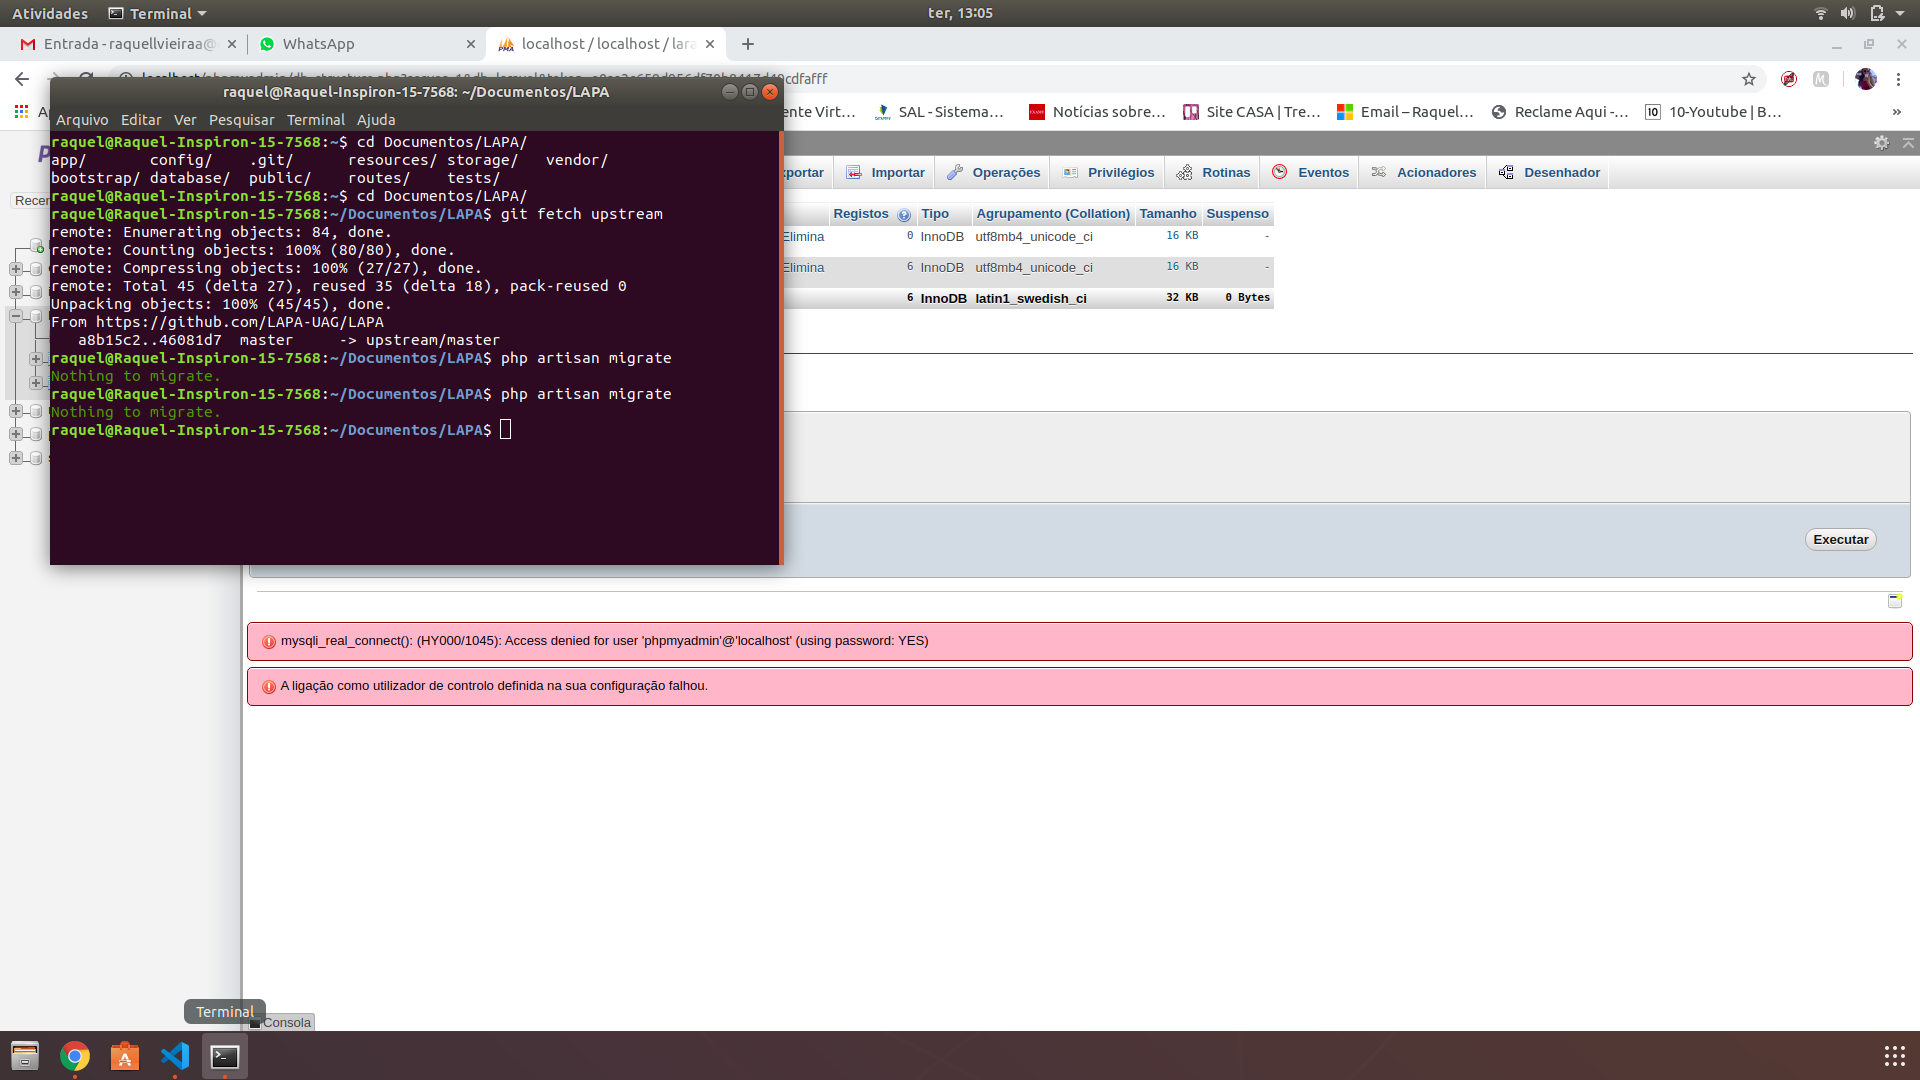 Atividades Terminal ter, 13:05
Entrada - raquellvieiraa@ WhatsApp localhost / localhost / lara
raquel@Raquel-Inspiron-15-7568: ~/Documentos/LAPA
Arquivo Editar Ver Pesquisar Terminal Ajuda
ente Virt... SAL - Sistema... Notícias sobre... Site CASA | Tre... Email – Raquel... Reclame Aqui -... 10-Youtube | B... »
raquel@Raquel-Inspiron-15-7568:~$ cd Documentos/LAPA/
app/ config/ .git/ resources/ storage/ vendor/
bootstrap/ database/ public/ routes/ tests/
raquel@Raquel-Inspiron-15-7568:~$ cd Documentos/LAPA/
raquel@Raquel-Inspiron-15-7568:~/Documentos/LAPA$ git fetch upstream
remote: Enumerating objects: 84, done.
remote: Counting objects: 100% (80/80), done.
remote: Compressing objects: 100% (27/27), done.
remote: Total 45 (delta 27), reused 35 (delta 18), pack-reused 0
Unpacking objects: 100% (45/45), done.
From https://github.com/LAPA-UAG/LAPA
a8b15c2..46081d7 master -> upstream/master
raquel@Raquel-Inspiron-15-7568:~/Documentos/LAPA$ php artisan migrate
Nothing to migrate.
raquel@Raquel-Inspiron-15-7568:~/Documentos/LAPA$ php artisan migrate
Nothing to migrate.
raquel@Raquel-Inspiron-15-7568:~/Documentos/LAPA$
xportar Importar Operações Privilégios Rotinas Eventos Acionadores Desenhador
Registos Tipo Agrupamento (Collation) Tamanho Suspenso
Elimina 0 InnoDB utf8mb4_unicode_ci 16 KB -
Elimina 6 InnoDB utf8mb4_unicode_ci 16 KB -
6 InnoDB latin1_swedish_ci 32 KB 0 Bytes
Recen
Executar
mysqli_real_connect(): (HY000/1045): Access denied for user 'phpmyadmin'@'localhost' (using password: YES)
A ligação como utilizador de controlo definida na sua configuração falhou.
Terminal
Consola